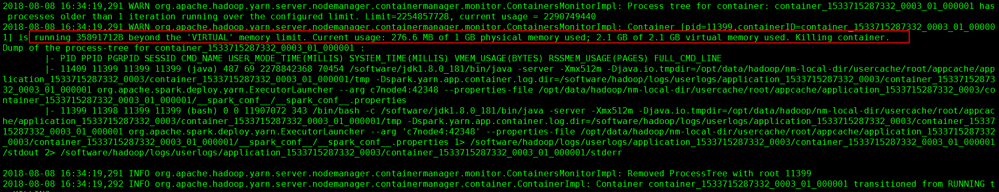 2018-08-08 16:34:19,291 WARN org.apache.hadoop.yarn.server.nodemanager.containermanager.monitor.ContainersMonitorImpl: Process tree for container: container_1533715287332_0003_01_000001 has
processes older than 1 iteration running over the configured limit. Limit=2254857728, current usage = 2290749440
2018-08-08 16:34:19,291 WARN org.apache.hadoop.yarn.server.nodemanager.containermanager.monitor.ContainersMonitorImpl: Container [pid=11399,containerID=container_1533715287332_0003_01_00000
1] is running 35891712B beyond the 'VIRTUAL' memory limit. Current usage: 276.6 MB of 1 GB physical memory used; 2.1 GB of 2.1 GB virtual memory used. Killing container.
Dump of the process-tree for container_1533715287332_0003_01_000001 :
|- PID PPID PGRPID SESSID CMD_NAME USER_MODE_TIME(MILLIS) SYSTEM_TIME(MILLIS) VMEM_USAGE(BYTES) RSSMEM_USAGE(PAGES) FULL_CMD_LINE
|- 11409 11399 11399 11399 (java) 487 69 2278842368 70454 /software/jdk1.8.0_181/bin/java -server -Xmx512m -Djava.io.tmpdir=/opt/data/hadoop/nm-local-dir/usercache/root/appcache/app
lication_1533715287332_0003/container_1533715287332_0003_01_000001/tmp -Dspark.yarn.app.container.log.dir=/software/hadoop/logs/userlogs/application_1533715287332_0003/container_15337152873
32_0003_01_000001 org.apache.spark.deploy.yarn.ExecutorLauncher --arg c7node4:42348 --properties-file /opt/data/hadoop/nm-local-dir/usercache/root/appcache/application_1533715287332_0003/co
ntainer_1533715287332_0003_01_000001/__spark_conf__/__spark_conf__.properties
|- 11399 11398 11399 11399 (bash) 0 0 11907072 343 /bin/bash -c /software/jdk1.8.0_181/bin/java -server -Xmx512m -Djava.io.tmpdir=/opt/data/hadoop/nm-local-dir/usercache/root/appcac
he/application_1533715287332_0003/container_1533715287332_0003_01_000001/tmp -Dspark.yarn.app.container.log.dir=/software/hadoop/logs/userlogs/application_1533715287332_0003/container_15337
15287332_0003_01_000001 org.apache.spark.deploy.yarn.ExecutorLauncher --arg 'c7node4:42348' --properties-file /opt/data/hadoop/nm-local-dir/usercache/root/appcache/application_1533715287332
_0003/container_1533715287332_0003_01_000001/__spark_conf__/__spark_conf__.properties 1> /software/hadoop/logs/userlogs/application_1533715287332_0003/container_1533715287332_0003_01_000001
/stdout 2> /software/hadoop/logs/userlogs/application_1533715287332_0003/container_1533715287332_0003_01_000001/stderr
2018-08-08 16:34:19,291 INFO org.apache.hadoop.yarn.server.nodemanager.containermanager.monitor.ContainersMonitorImpl: Removed ProcessTree with root 11399
2018-08-08 16:34:19,292 INFO org.apache.hadoop.yarn.server.nodemanager.containermanager.container.ContainerImpl: Container container_1533715287332_0003_01_000001 transitioned from RUNNING t